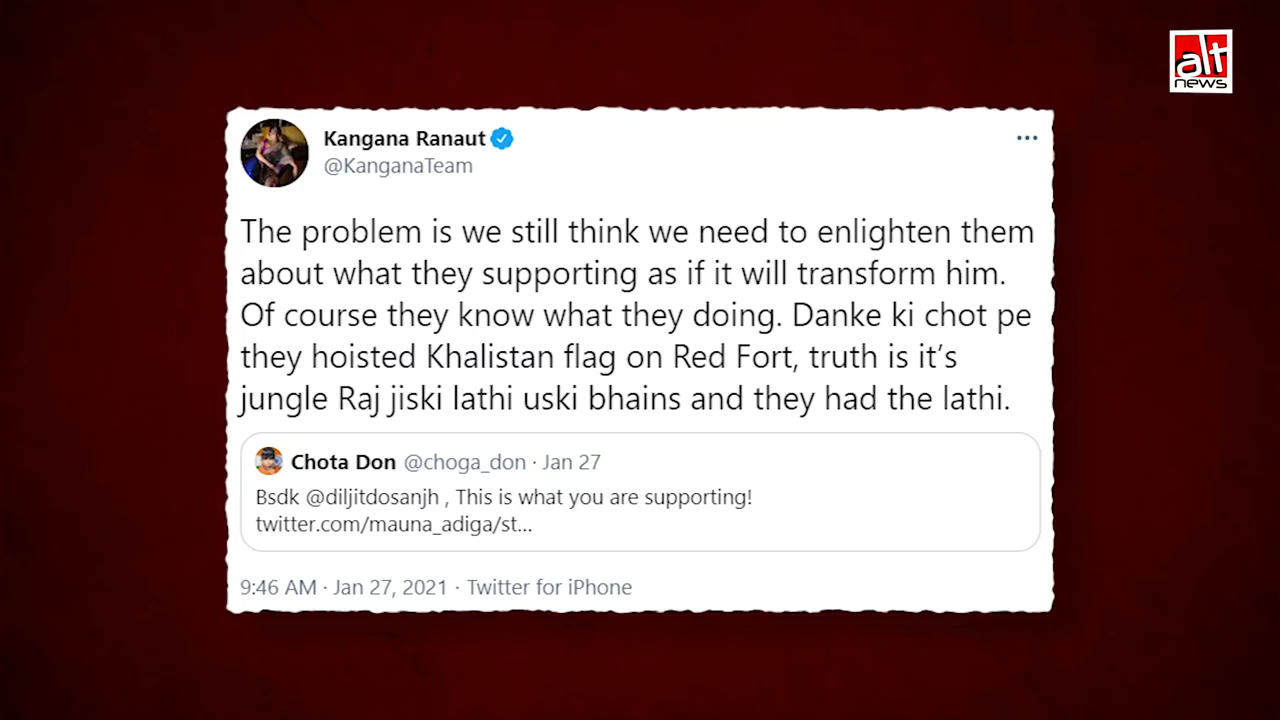 alt
news
Kangana Ranaut
@KanganaTeam
The problem is we still think we need to enlighten them
about what they supporting as if it will transform him.
Of course they know what they doing. Danke ki chot pe
they hoisted Khalistan flag on Red Fort, truth is it’s
jungle Raj jiski lathi uski bhains and they had the lathi.
Chota Don @choga_don · Jan 27
Bsdk @diljitdosanjh , This is what you are supporting!
twitter.com/mauna_adiga/st...
9:46 AM · Jan 27, 2021 · Twitter for iPhone